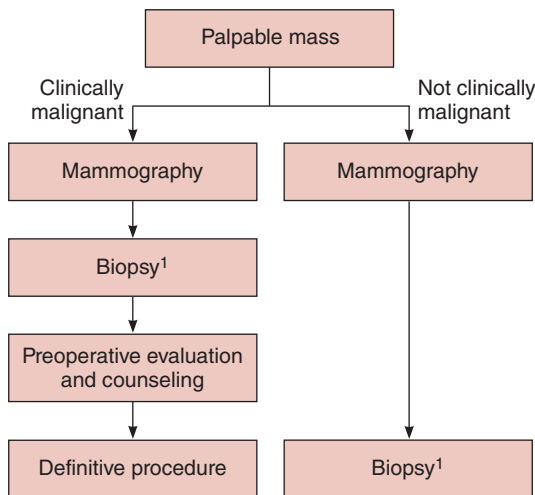 Palpable mass
Clinically
malignant
Not clinically
malignant
Mammography
Mammography
Biopsy¹
Preoperative evaluation
and counseling
Definitive procedure
Biopsy¹